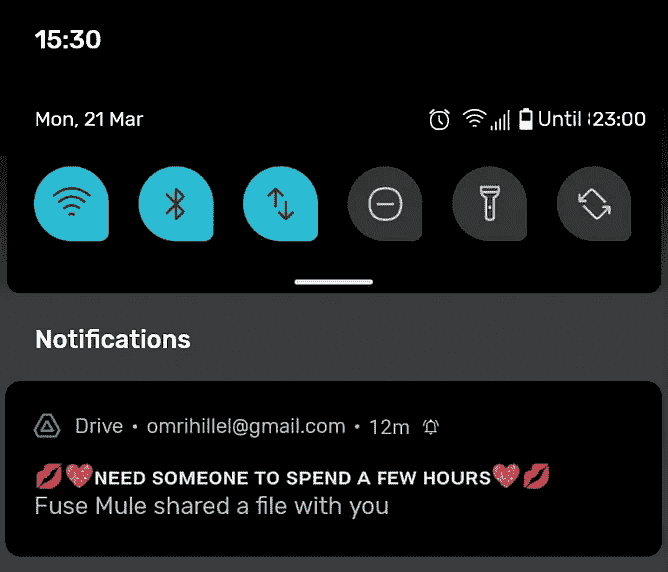 15:30
Mon, 21 Mar Until 23:00
Notifications
Drive • omrihillel@gmail.com • 12m
💋💖NEED SOMEONE TO SPEND A FEW HOURS💖💋
Fuse Mule shared a file with you